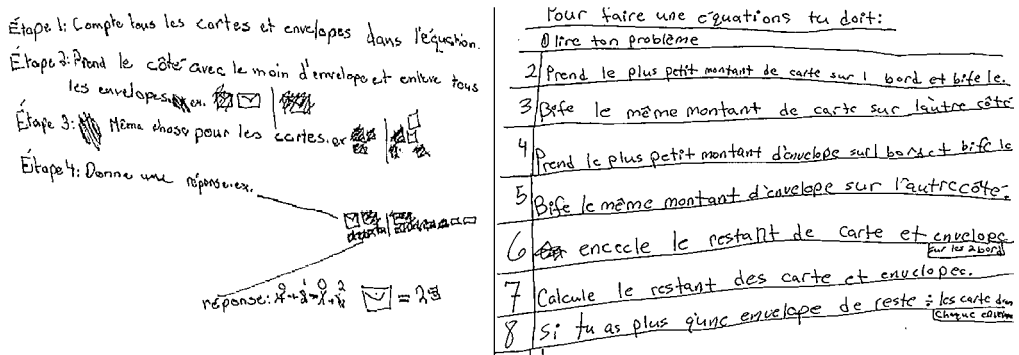 Étape 1: Compte tous les cartes et envelopes dans l'équation.
Étape 2: Prend le côté avec le moin d'envelope et enlève tous
les envelopes. ex.
Étape 3: Même chose pour les cartes. ex
Étape 4: Donne une réponse. ex.
réponse: = 2
Pour faire une équations tu doit:
① lire ton problème
2 Prend le plus petit montant de carte sur 1 bord et bife le.
3 Bife le même montant de carte sur l'autre côté
4 Prend le plus petit montant d'envelope sur 1 bord et bife le
5 Bife le même montant d'envelope sur l'autre côté.
6 encecle le restant de carte et envelope
sur les 2 bord
7 Calcule le restant des carte et envelopes.
8 Si tu as plus qu'une envelope de reste ÷ les carte dans
chaque